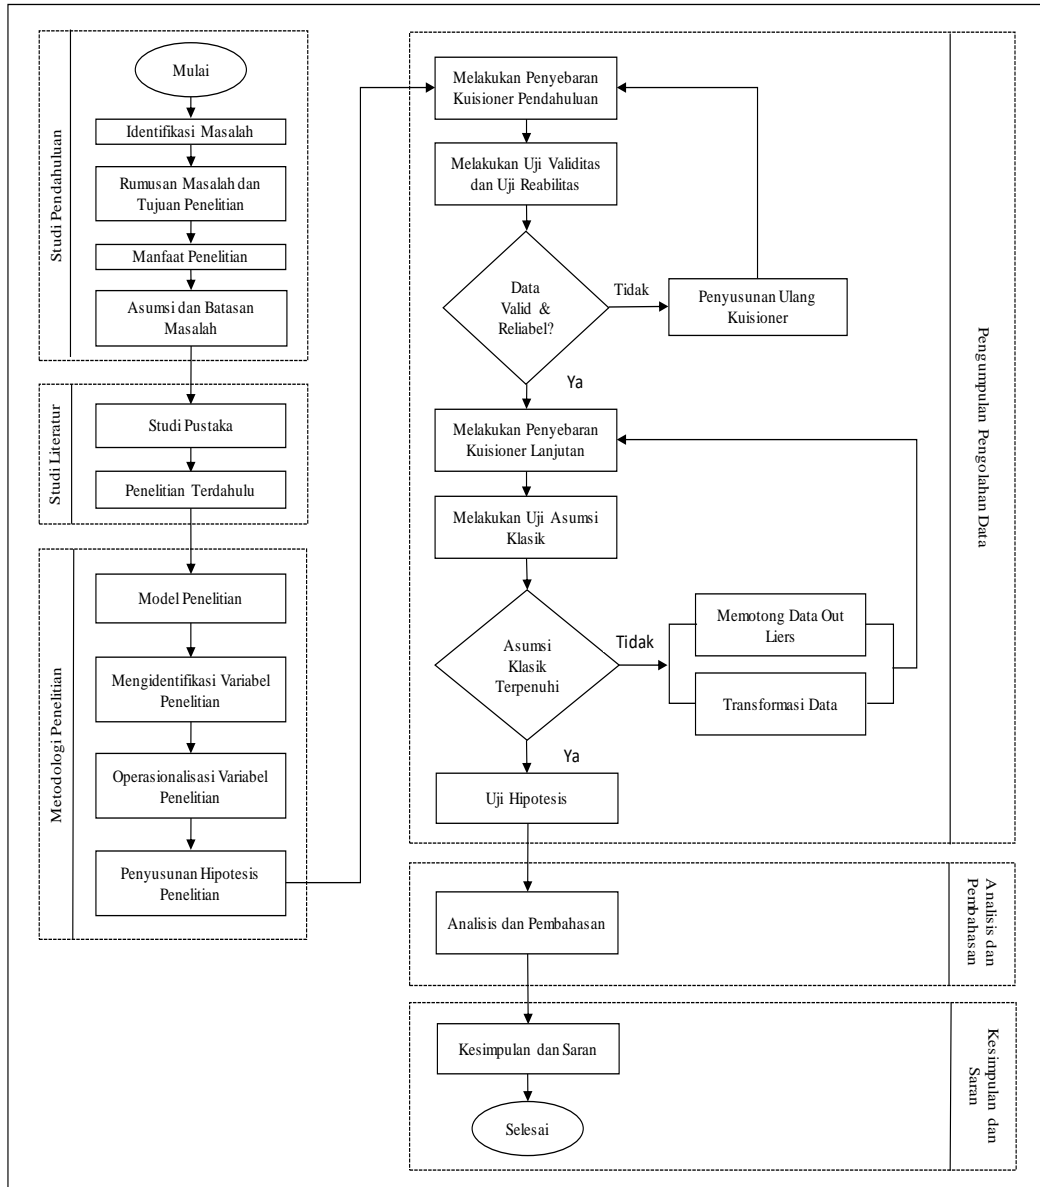 Studi Pendahuluan
Mulai
Identifikasi Masalah
Rumusan Masalah dan
Tujuan Penelitian
Manfaat Penelitian
Asumsi dan Batasan
Masalah
Studi Literatur
Studi Pustaka
Penelitian Terdahulu
Metodologi Penelitian
Model Penelitian
Mengidentifikasi Variabel
Penelitian
Operasionalisasi Variabel
Penelitian
Penyusunan Hipotesis
Penelitian
Pengumpulan Pengolahan Data
Melakukan Penyebaran
Kuisioner Pendahuluan
Melakukan Uji Validitas
dan Uji Reabilitas
Data
Valid &
Reliabel?
Tidak
Penyusunan Ulang
Kuisioner
Ya
Melakukan Penyebaran
Kuisioner Lanjutan
Melakukan Uji Asumsi
Klasik
Asumsi
Klasik
Terpenuhi
Tidak
Memotong Data Out
Liers
Transformasi Data
Ya
Uji Hipotesis
Analisis dan
Pembahasan
Analisis dan Pembahasan
Kesimpulan dan
Saran
Kesimpulan dan Saran
Selesai